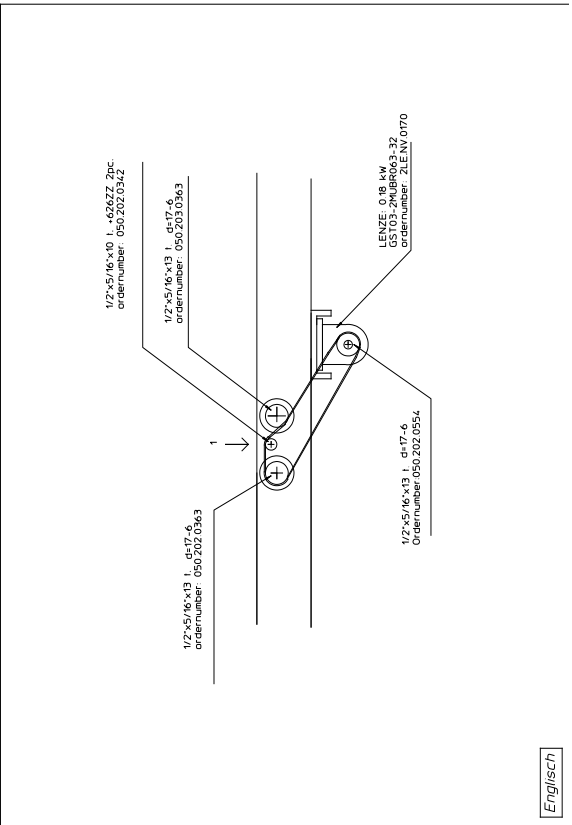 1/2"x5/16"x10 t. +626ZZ 2pc.
ordernumber: 050.202.0342
1/2"x5/16"x13 t. d=17-6
ordernumber: 050.203.0363
LENZE: 0.18 kW
GST03-2MUBR063-32
ordernumber: 2LE.NV.0170
1
1/2"x5/16"x13 t. d=17-6
ordernumber: 050.202.0363
1/2"x5/16"x13 t. d=17-6
Ordernumber:050.202.0554
Englisch